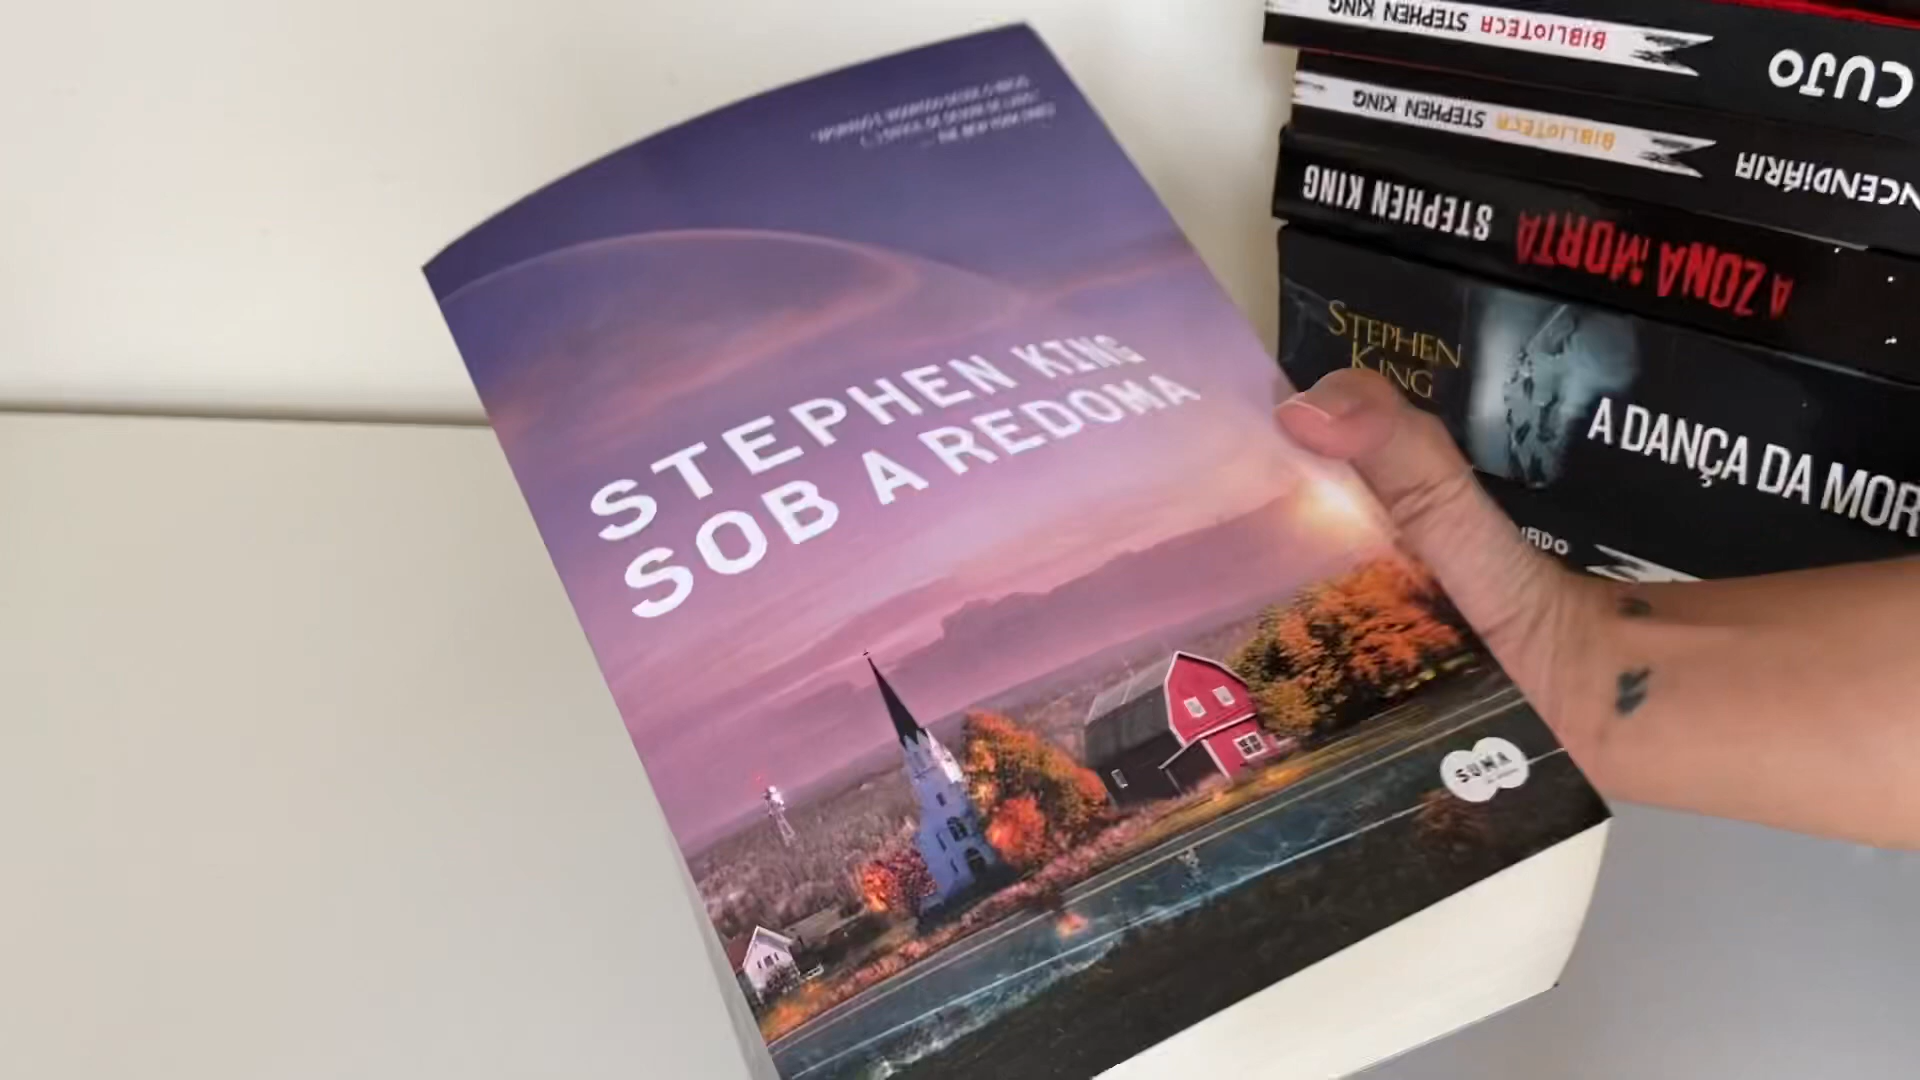 STEPHEN KING
SOB A REDOMA
SUMA
BIBLIOTECA STEPHEN KING
CUJO
BIBLIOTECA STEPHEN KING
NCENDIÁRIA
A ZONA MORTA STEPHEN KING
STEPHEN
KING
A DANÇA DA MOR